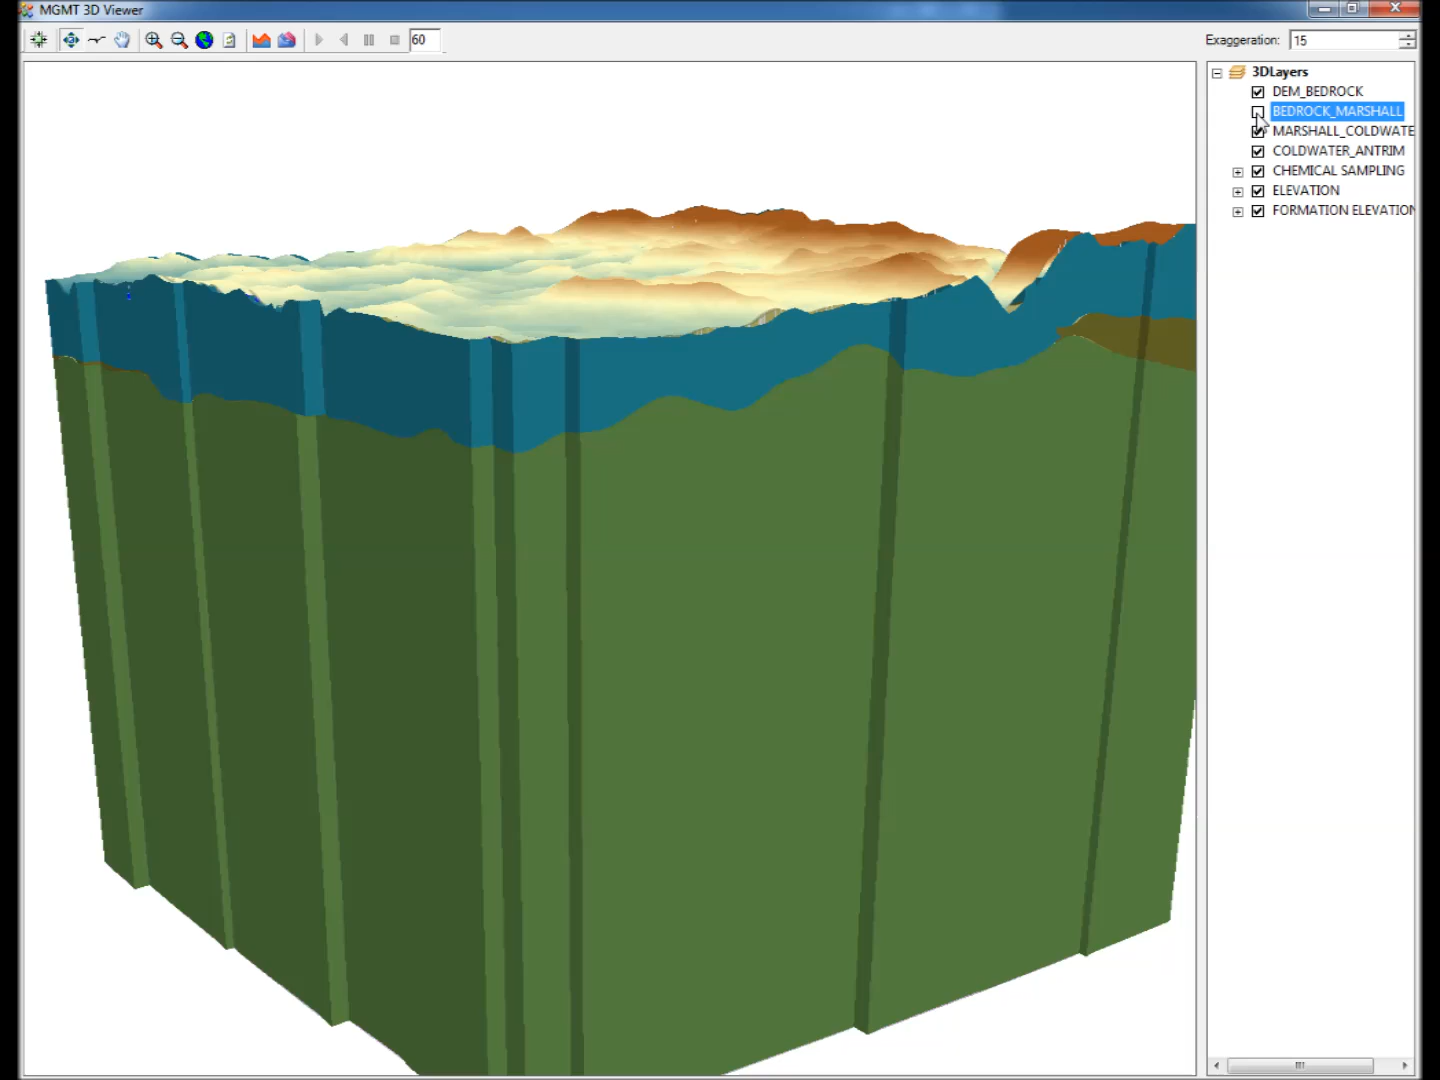 MGMT 3D Viewer
60
Exaggeration: 15
3DLayers
DEM_BEDROCK
BEDROCK_MARSHALL
MARSHALL_COLDWATE
COLDWATER_ANTRIM
CHEMICAL SAMPLING
ELEVATION
FORMATION ELEVATION